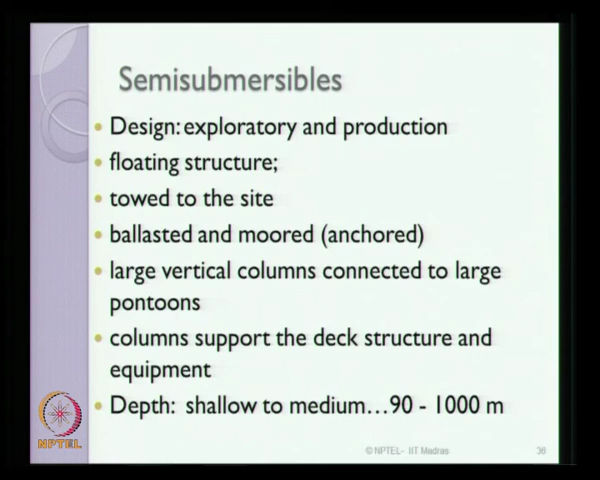 Semisubmersibles
Design: exploratory and production
floating structure;
towed to the site
ballasted and moored (anchored)
large vertical columns connected to large
pontoons
columns support the deck structure and
equipment
Depth: shallow to medium...90 - 1000 m
NPTEL
© NPTEL- IIT Madras
36